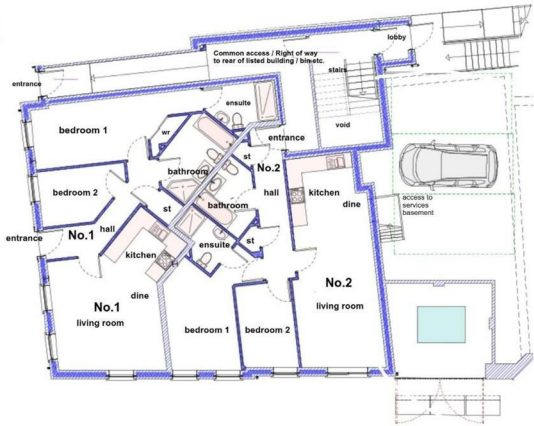 lobby
Common access / Right of way
to rear of listed building / bin etc.
stairs
entrance
ensuite
bedroom 1
wr
entrance
void
st
bathroom
No.2
kitchen
bedroom 2
hall
dine
st
bathroom
access to
services
basement
hall
entrance
No.1
st
ensuite
kitchen
No.1
dine
No.2
living room
living room
bedroom 1
bedroom 2